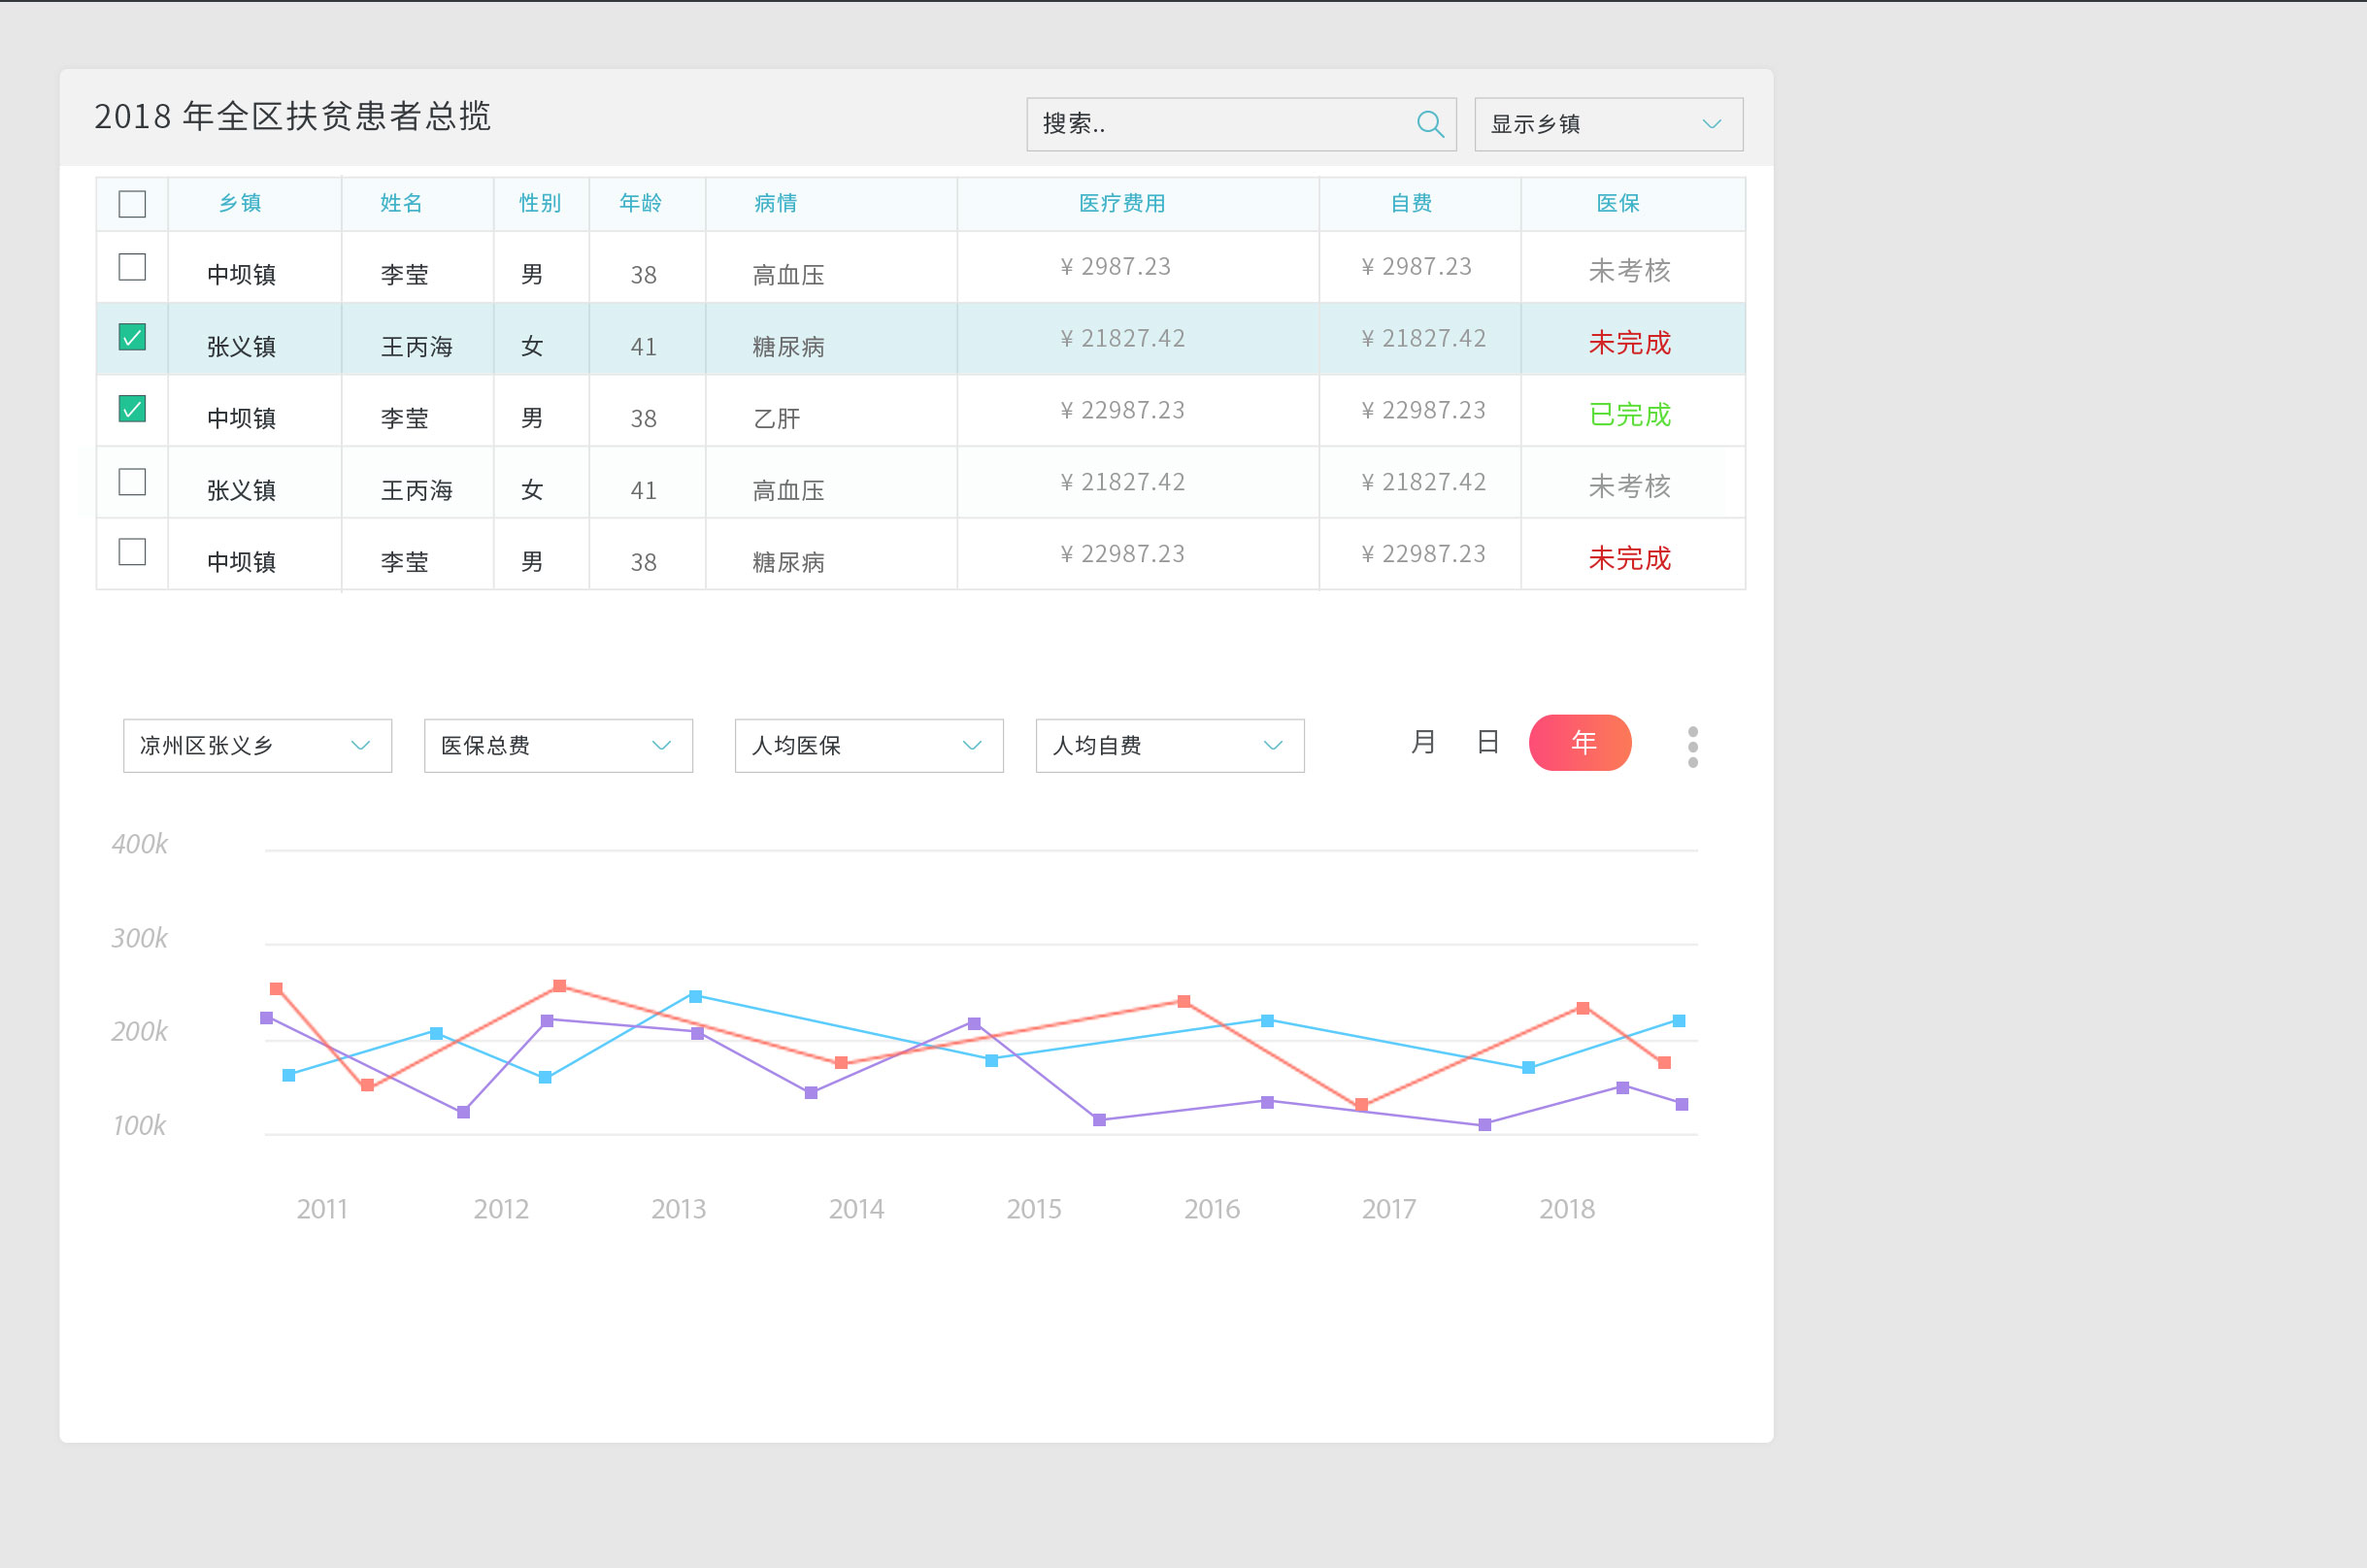 2018 年全区扶贫患者总揽
搜索..
显示乡镇
乡镇 姓名 性别 年龄 病情 医疗费用 自费 医保
中坝镇 李莹 男 38 高血压 ¥ 2987.23 ¥ 2987.23 未考核
张义镇 王丙海 女 41 糖尿病 ¥ 21827.42 ¥ 21827.42 未完成
中坝镇 李莹 男 38 乙肝 ¥ 22987.23 ¥ 22987.23 已完成
张义镇 王丙海 女 41 高血压 ¥ 21827.42 ¥ 21827.42 未考核
中坝镇 李莹 男 38 糖尿病 ¥ 22987.23 ¥ 22987.23 未完成
凉州区张义乡 医保总费 人均医保 人均自费 月 日 年
400k
300k
200k
100k
2011 2012 2013 2014 2015 2016 2017 2018